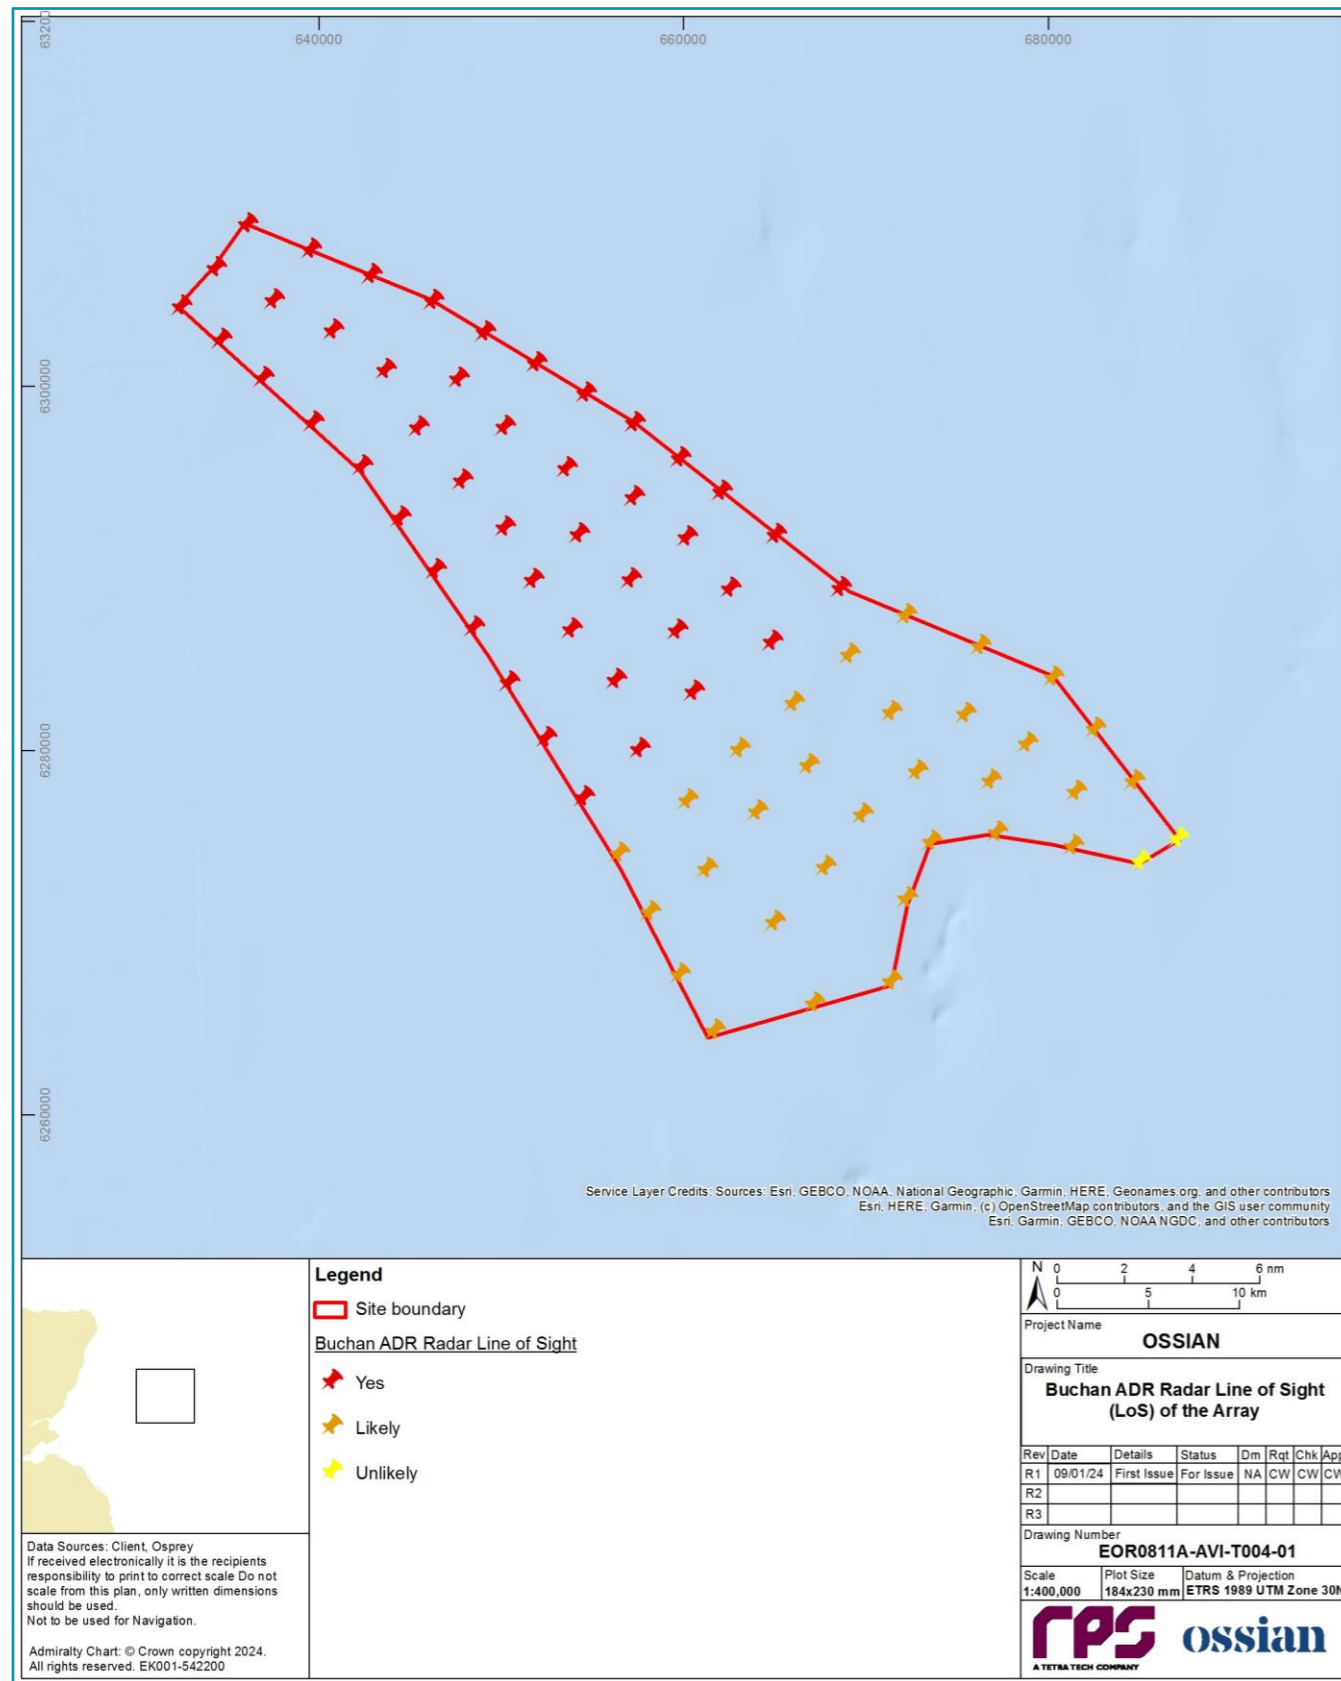 63200
640000
660000
680000
6300000
6280000
6260000
Service Layer Credits: Sources: Esri, GEBCO, NOAA, National Geographic, Garmin, HERE, Geonames.org, and other contributors
Esri, HERE, Garmin, (c) OpenStreetMap contributors, and the GIS user community
Esri, Garmin, GEBCO, NOAA NGDC, and other contributors
Legend
Site boundary
Buchan ADR Radar Line of Sight
Yes
Likely
Unlikely
Data Sources: Client, Osprey
If received electronically it is the recipients
responsibility to print to correct scale Do not
scale from this plan, only written dimensions
should be used.
Not to be used for Navigation.
Admiralty Chart: © Crown copyright 2024.
All rights reserved. EK001-542200
N 0 2 4 6 nm
0 5 10 km
Project Name
OSSIAN
Drawing Title
Buchan ADR Radar Line of Sight
(LoS) of the Array
Rev Date Details Status Dm Rqt Chk App
R1 09/01/24 First Issue For Issue NA CW CW CW
R2
R3
Drawing Number
EOR0811A-AVI-T004-01
Scale Plot Size Datum & Projection
1:400,000 184x230 mm ETRS 1989 UTM Zone 30N
rps ossian
A TETRA TECH COMPANY